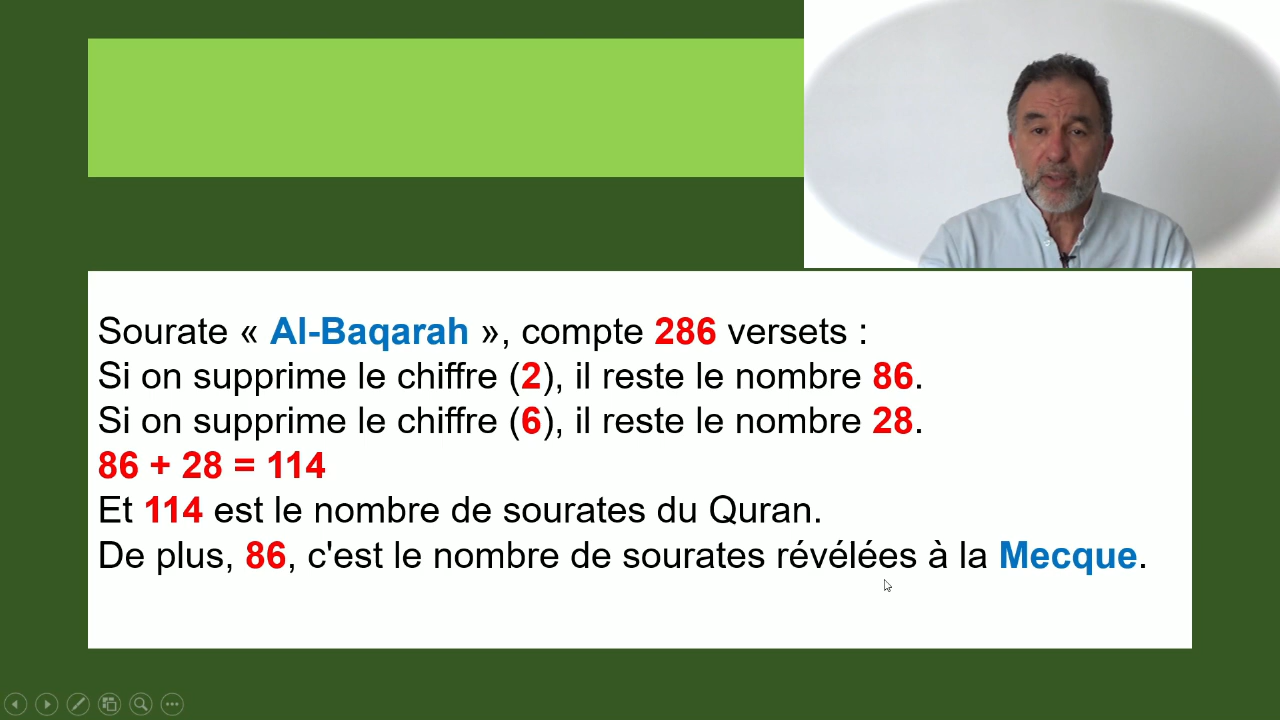 Sourate « Al-Baqarah », compte 286 versets :
Si on supprime le chiffre (2), il reste le nombre 86.
Si on supprime le chiffre (6), il reste le nombre 28.
86 + 28 = 114
Et 114 est le nombre de sourates du Quran.
De plus, 86, c'est le nombre de sourates révélées à la Mecque.